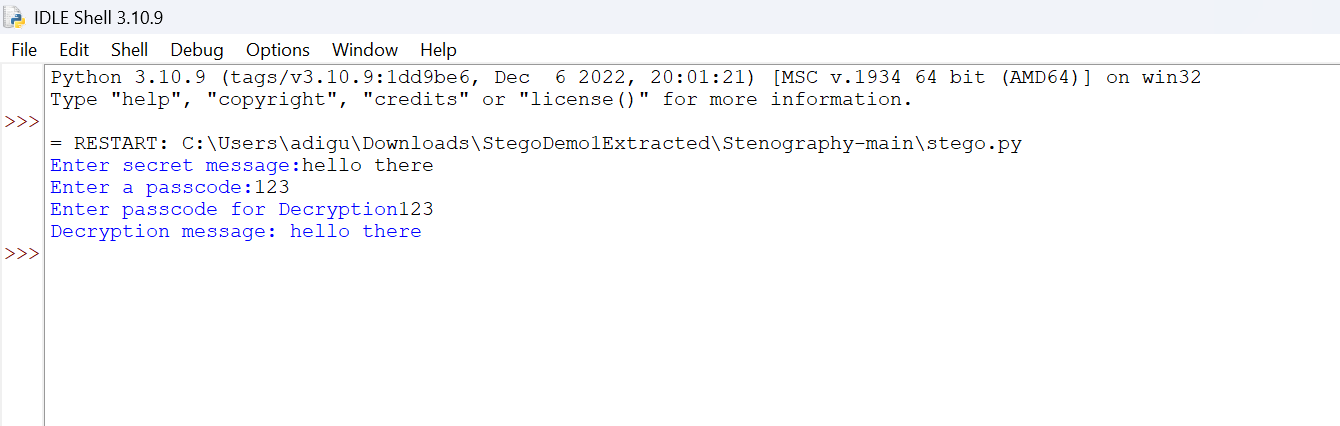 IDLE Shell 3.10.9
File Edit Shell Debug Options Window Help
Python 3.10.9 (tags/v3.10.9:1dd9be6, Dec  6 2022, 20:01:21) [MSC v.1934 64 bit (AMD64)] on win32
Type "help", "copyright", "credits" or "license()" for more information.
>>>
= RESTART: C:\Users\adigu\Downloads\StegoDemo1Extracted\Stenography-main\stego.py
Enter secret message:hello there
Enter a passcode:123
Enter passcode for Decryption123
Decryption message: hello there
>>>